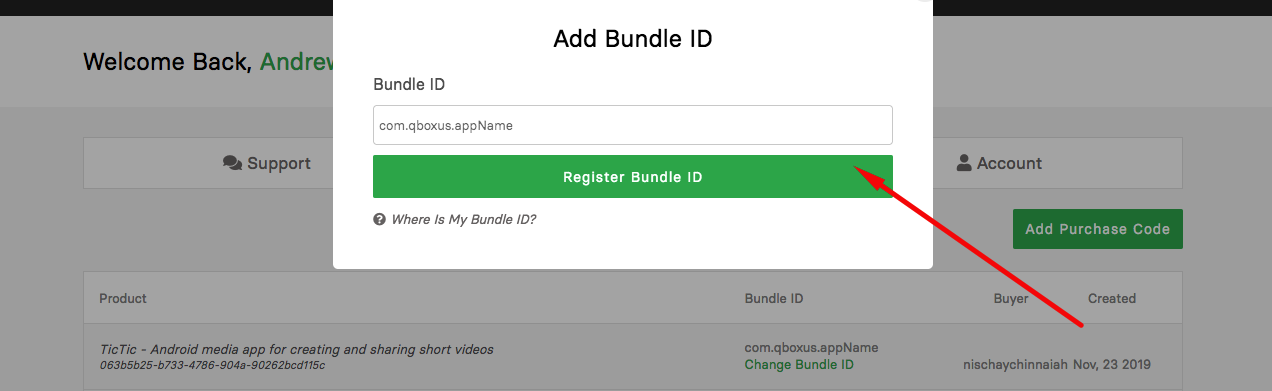 Add Bundle ID
Welcome Back, Andrew
Bundle ID
com.qboxus.appName
Register Bundle ID
Support
Account
Where Is My Bundle ID?
Add Purchase Code
Product Bundle ID Buyer Created
TicTic - Android media app for creating and sharing short videos com.qboxus.appName
063b5b25-b733-4786-904a-90262bcd115c Change Bundle ID nischaychinnaiah Nov, 23 2019